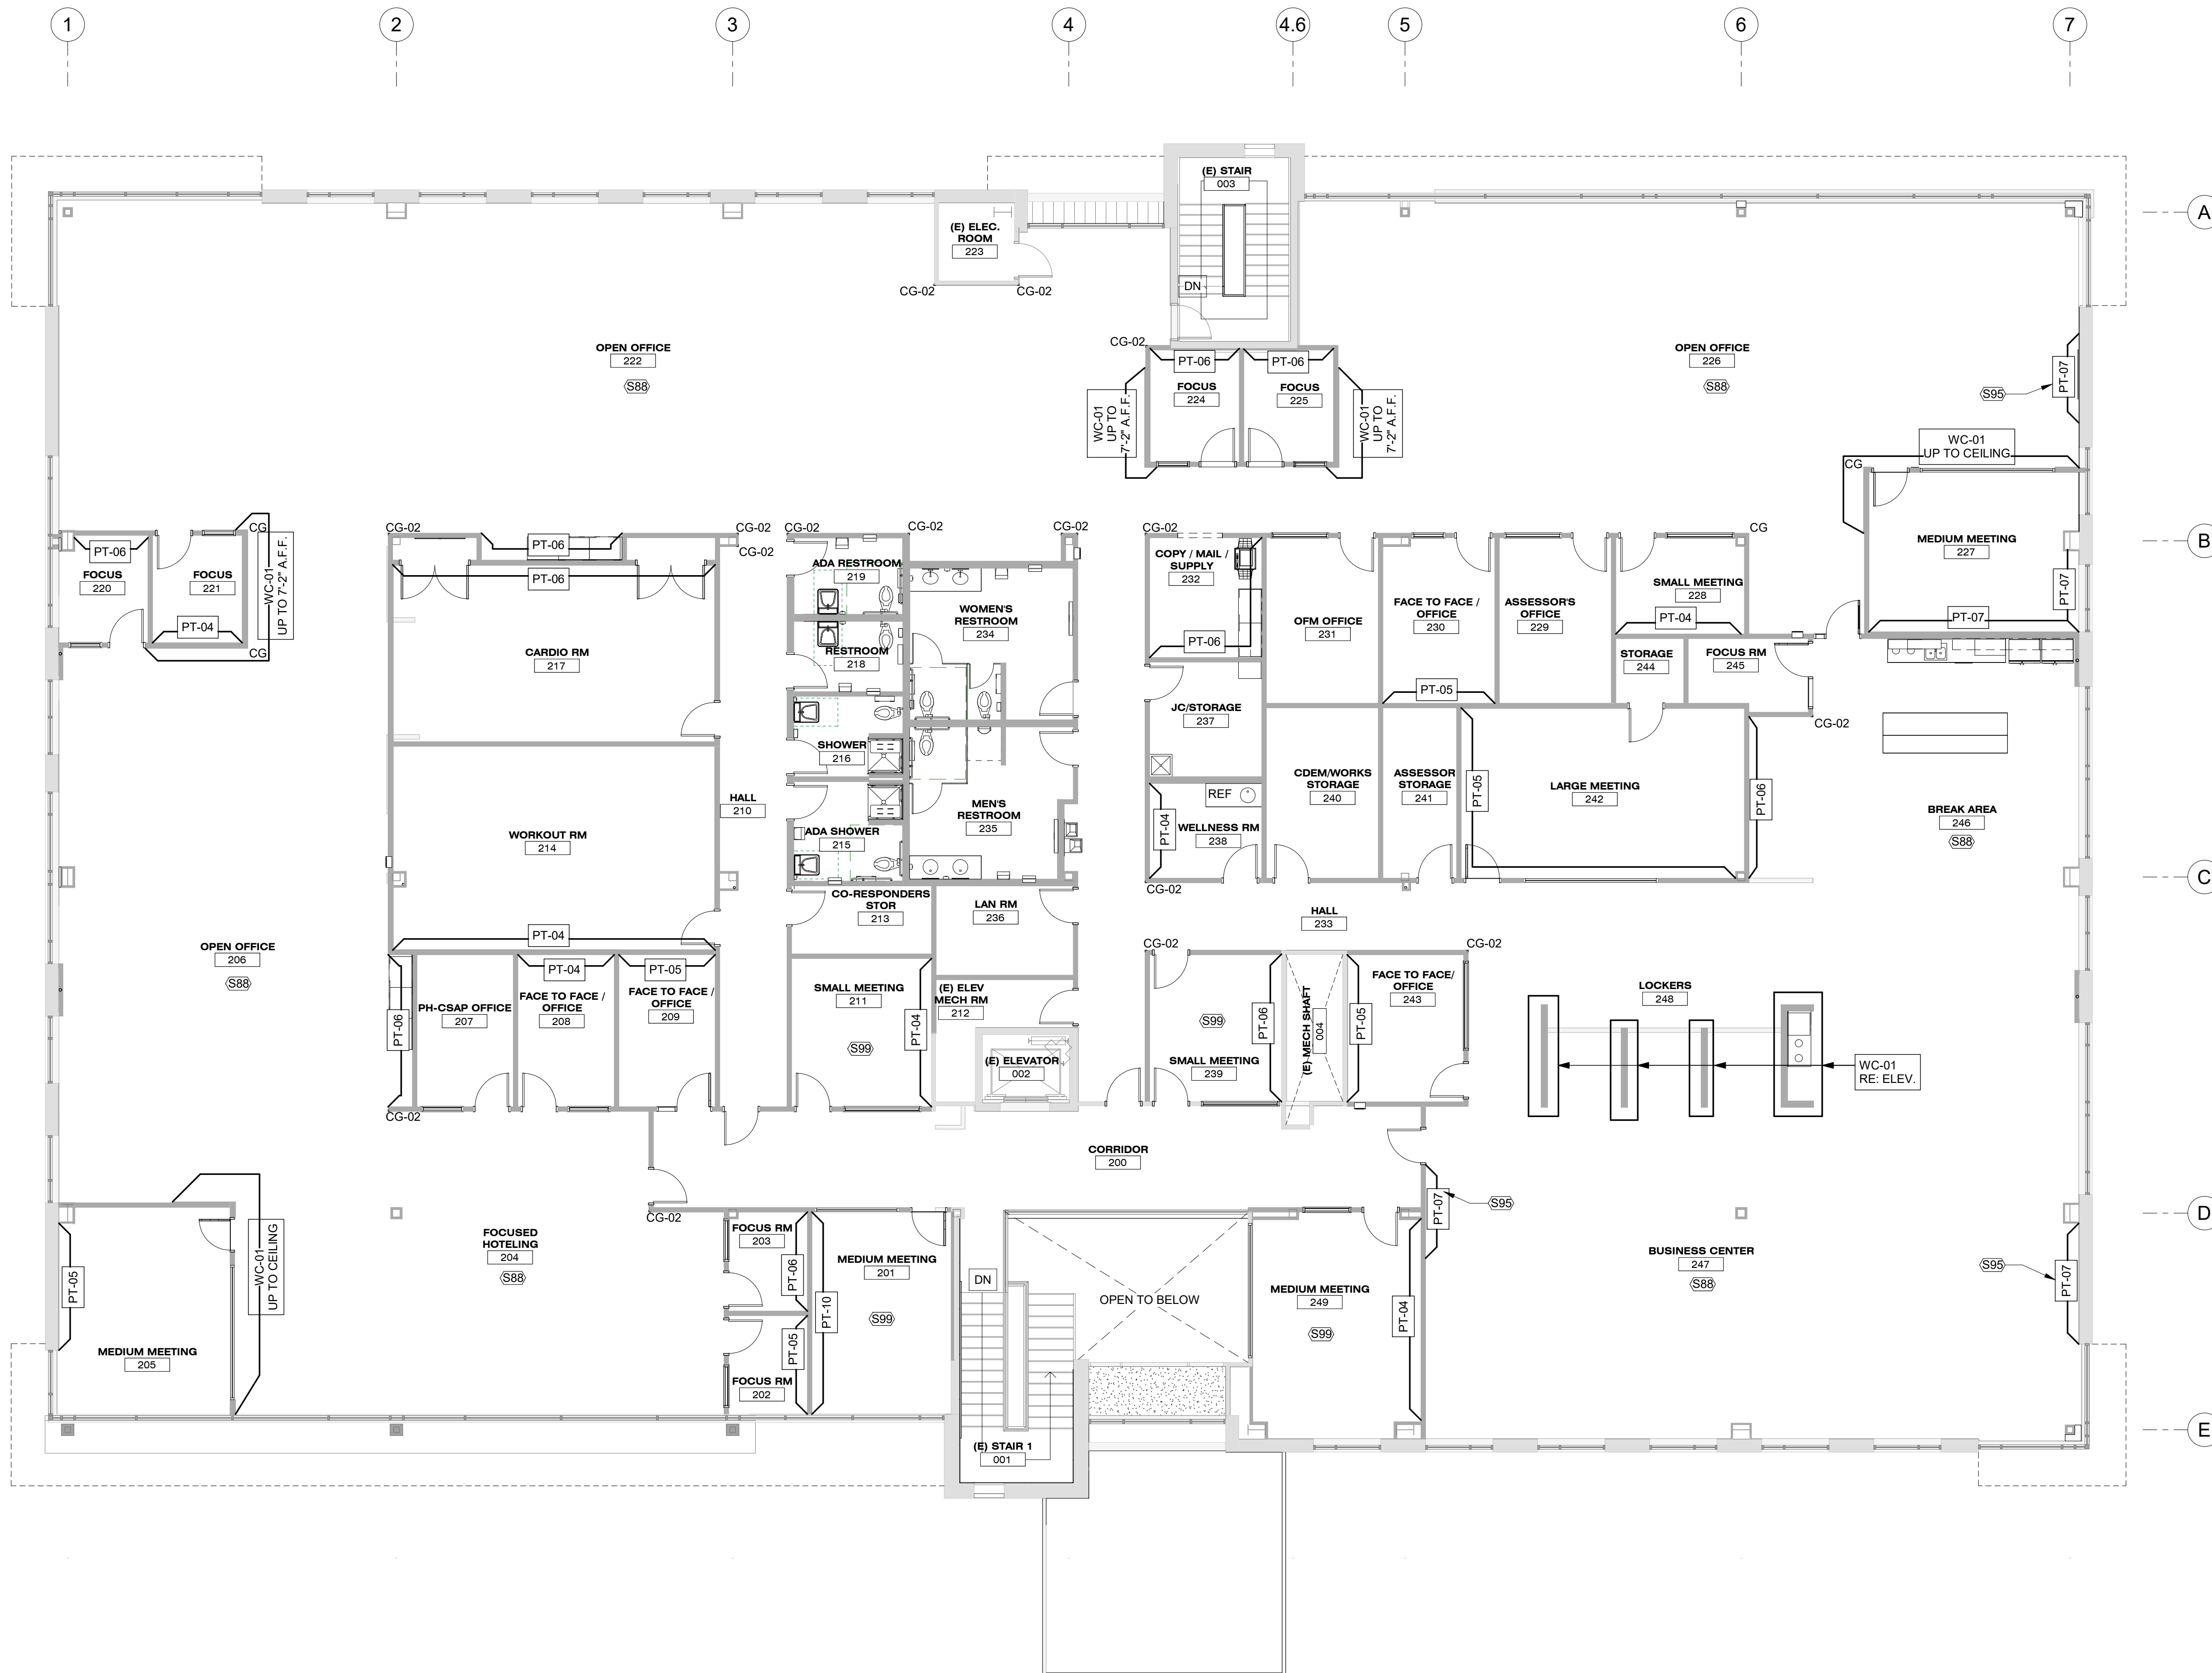 1
2
3
4
4.6
5
6
7
A
B
C
D
E
(E) STAIR
003
DN
(E) ELEC.
ROOM
223
CG-02
CG-02
OPEN OFFICE
222
S88
CG-02
PT-06
PT-06
FOCUS
224
FOCUS
225
WC-01
UP TO
7'-2" A.F.F.
WC-01
UP TO
7'-2" A.F.F.
OPEN OFFICE
226
S88
PT-07
S95
WC-01
UP TO CEILING
CG
MEDIUM MEETING
227
PT-07
PT-07
PT-06
FOCUS
220
FOCUS
221
PT-04
CG
CG
WC-01
UP TO 7'-2" A.F.F.
CG-02
PT-06
PT-06
CG-02
CG-02
CARDIO RM
217
CG-02
CG-02
CG-02
ADA RESTROOM
219
RESTROOM
218
SHOWER
216
ADA SHOWER
215
WOMEN'S
RESTROOM
234
MEN'S
RESTROOM
235
CG-02
COPY / MAIL /
SUPPLY
232
PT-06
OFM OFFICE
231
FACE TO FACE /
OFFICE
230
PT-05
ASSESSOR'S
OFFICE
229
CG
SMALL MEETING
228
PT-04
STORAGE
244
FOCUS RM
245
CG-02
JC/STORAGE
237
REF
PT-04
WELLNESS RM
238
CG-02
CDEM/WORKS
STORAGE
240
ASSESSOR
STORAGE
241
PT-05
LARGE MEETING
242
PT-06
BREAK AREA
246
S88
HALL
210
WORKOUT RM
214
PT-04
CO-RESPONDERS
STOR
213
LAN RM
236
HALL
233
OPEN OFFICE
206
S88
PT-06
PH-CSAP OFFICE
207
PT-04
FACE TO FACE /
OFFICE
208
PT-05
FACE TO FACE /
OFFICE
209
CG-02
SMALL MEETING
211
S99
PT-04
(E) ELEV
MECH RM
212
(E) ELEVATOR
002
CG-02
S99
SMALL MEETING
239
PT-06
(E) MECH SHAFT
004
PT-05
FACE TO FACE/
OFFICE
243
CG-02
LOCKERS
248
WC-01
RE: ELEV.
CORRIDOR
200
CG-02
PT-07
S95
PT-05
MEDIUM MEETING
205
WC-01
UP TO CEILING
FOCUSED
HOTELING
204
S88
FOCUS RM
203
PT-06
FOCUS RM
202
PT-05
PT-10
MEDIUM MEETING
201
S99
DN
(E) STAIR 1
001
OPEN TO BELOW
MEDIUM MEETING
249
S99
PT-04
BUSINESS CENTER
247
S88
S95
PT-07